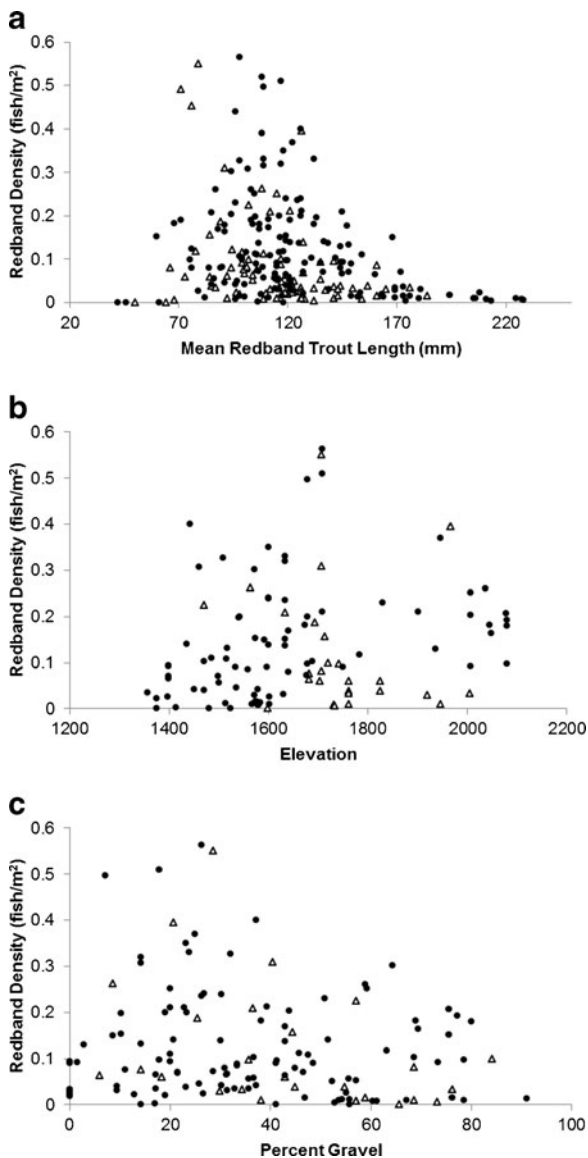 a
0.6
0.5
0.4
0.3
0.2
0.1
0
Redband Density (fish/m²)
20 70 120 170 220
Mean Redband Trout Length (mm)
b
0.6
0.5
0.4
0.3
0.2
0.1
0
Redband Density (fish/m²)
1200 1400 1600 1800 2000 2200
Elevation
c
0.6
0.5
0.4
0.3
0.2
0.1
0
Redband Density (fish/m²)
0 20 40 60 80 100
Percent Gravel